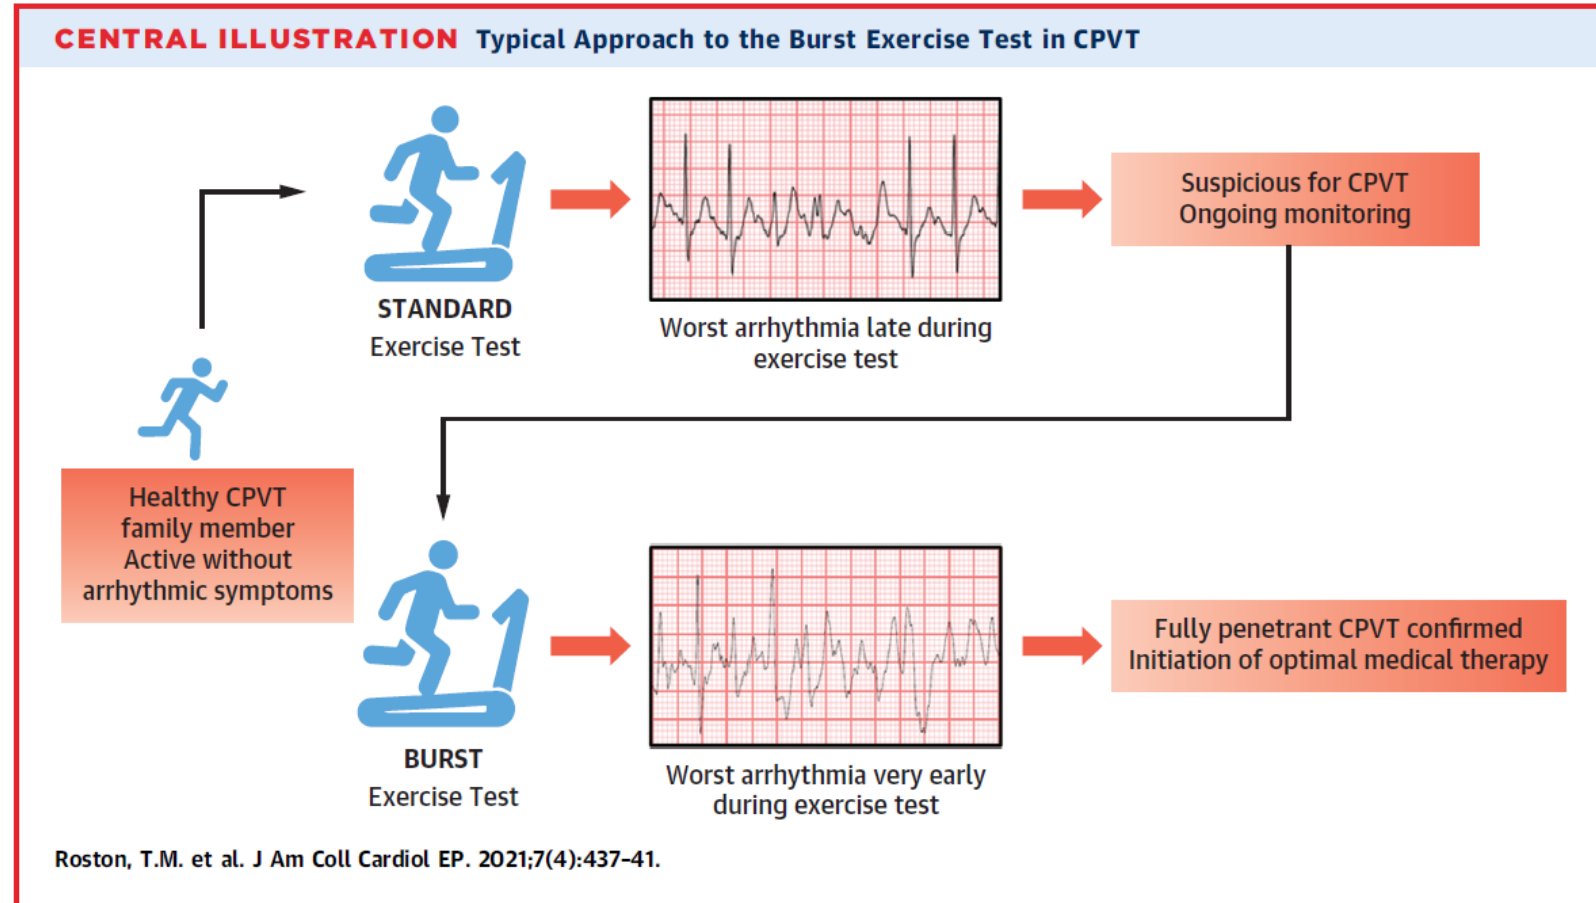 CENTRAL ILLUSTRATION Typical Approach to the Burst Exercise Test in CPVT
Healthy CPVT
family member
Active without
arrhythmic symptoms
STANDARD
Exercise Test
Worst arrhythmia late during
exercise test
Suspicious for CPVT
Ongoing monitoring
BURST
Exercise Test
Worst arrhythmia very early
during exercise test
Fully penetrant CPVT confirmed
Initiation of optimal medical therapy
Roston, T.M. et al. J Am Coll Cardiol EP. 2021;7(4):437–41.